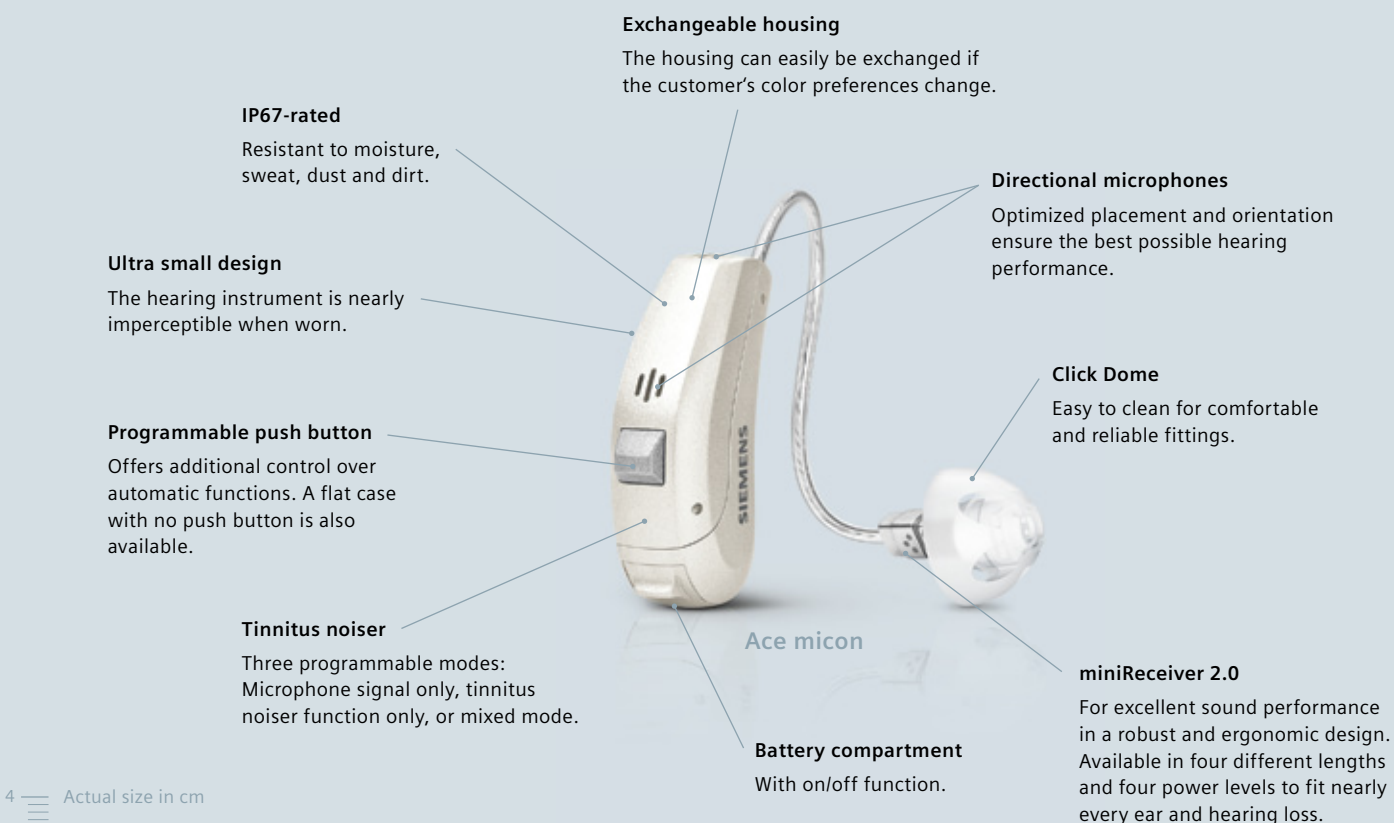 Exchangeable housing
The housing can easily be exchanged if
the customer’s color preferences change.
IP67-rated
Resistant to moisture,
sweat, dust and dirt.
Directional microphones
Optimized placement and orientation
ensure the best possible hearing
performance.
Ultra small design
The hearing instrument is nearly
imperceptible when worn.
Click Dome
Easy to clean for comfortable
and reliable fittings.
Programmable push button
Offers additional control over
automatic functions. A flat case
with no push button is also
available.
SIEMENS
Tinnitus noiser
Three programmable modes:
Microphone signal only, tinnitus
noiser function only, or mixed mode.
Ace micon
miniReceiver 2.0
For excellent sound performance
in a robust and ergonomic design.
Available in four different lengths
and four power levels to fit nearly
every ear and hearing loss.
Battery compartment
With on/off function.
4 Actual size in cm